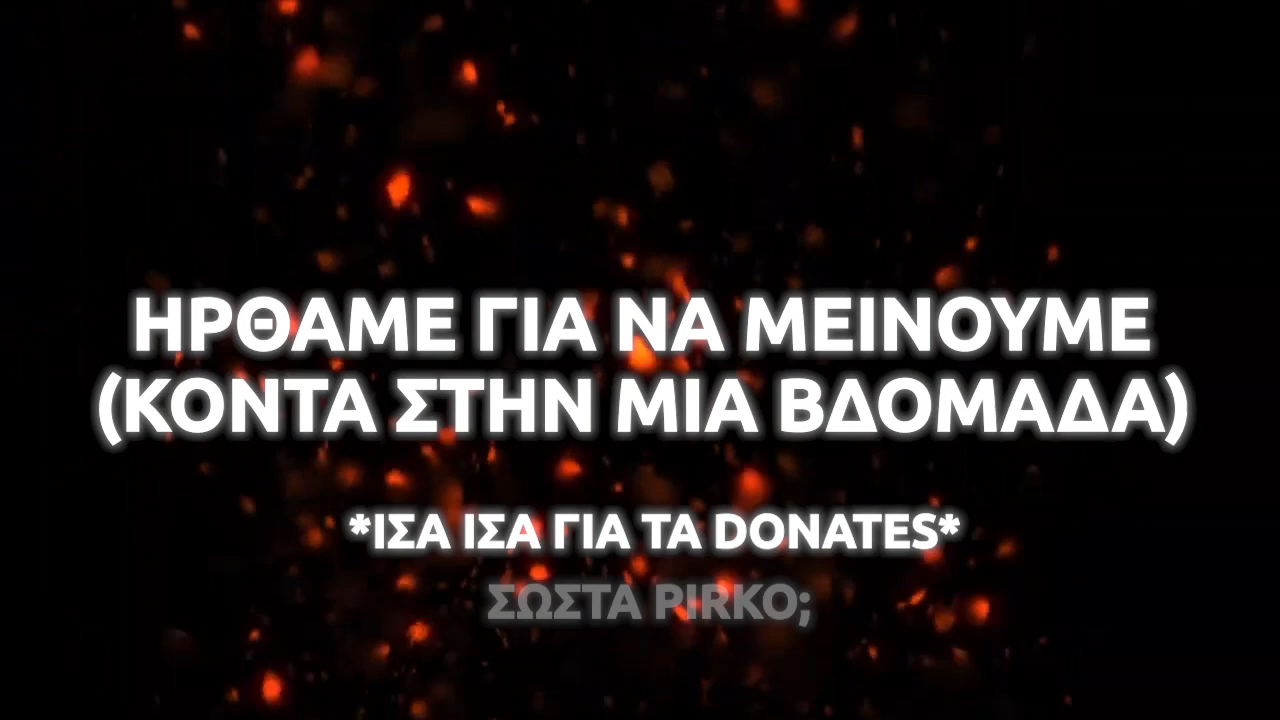 ΗΡΘΑΜΕ ΓΙΑ ΝΑ ΜΕΙΝΟΥΜΕ
(ΚΟΝΤΑ ΣΤΗΝ ΜΙΑ ΒΔΟΜΑΔΑ)
*ΙΣΑ ΙΣΑ ΓΙΑ ΤΑ DONATES*
ΣΩΣΤΑ PIRKO;